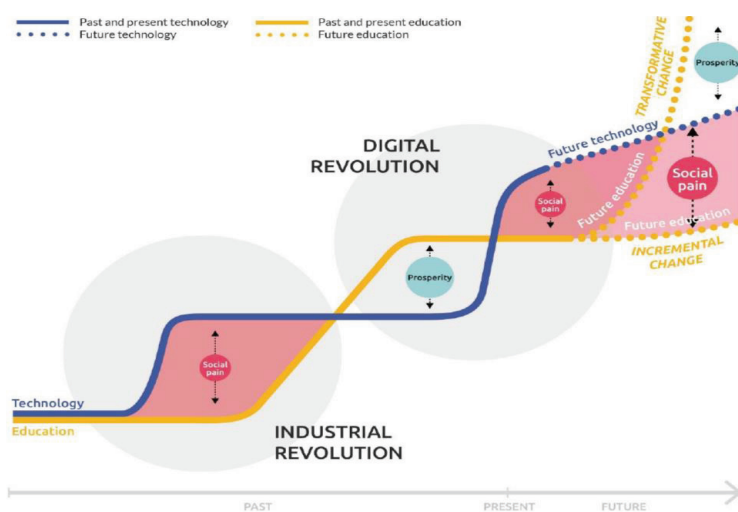 Past and present technology
Future technology
Past and present education
Future education
TRANSFORMATIVE
CHANGE
Prosperity
DIGITAL
REVOLUTION
Future technology
Social
pain
Social
pain
Future education
Future education
INCREMENTAL
CHANGE
Prosperity
Social
pain
Technology
Education
INDUSTRIAL
REVOLUTION
PAST
PRESENT
FUTURE